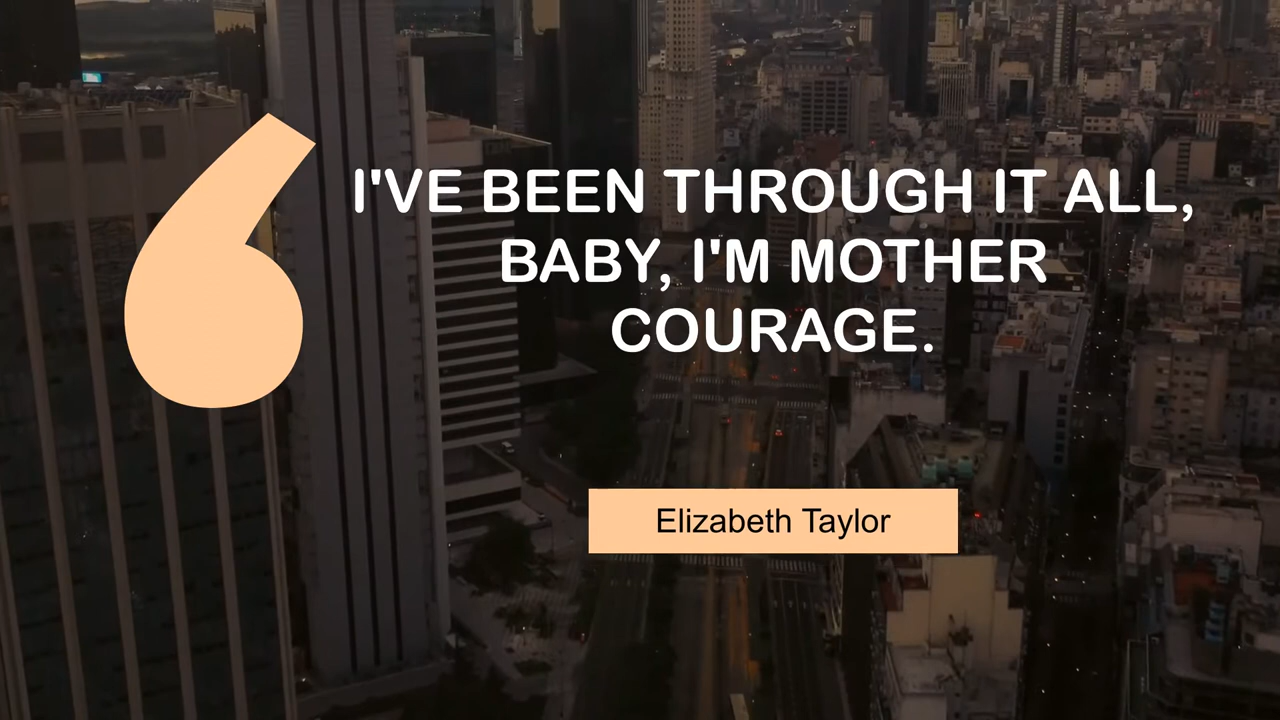 I'VE BEEN THROUGH IT ALL,
BABY, I'M MOTHER
COURAGE.
Elizabeth Taylor